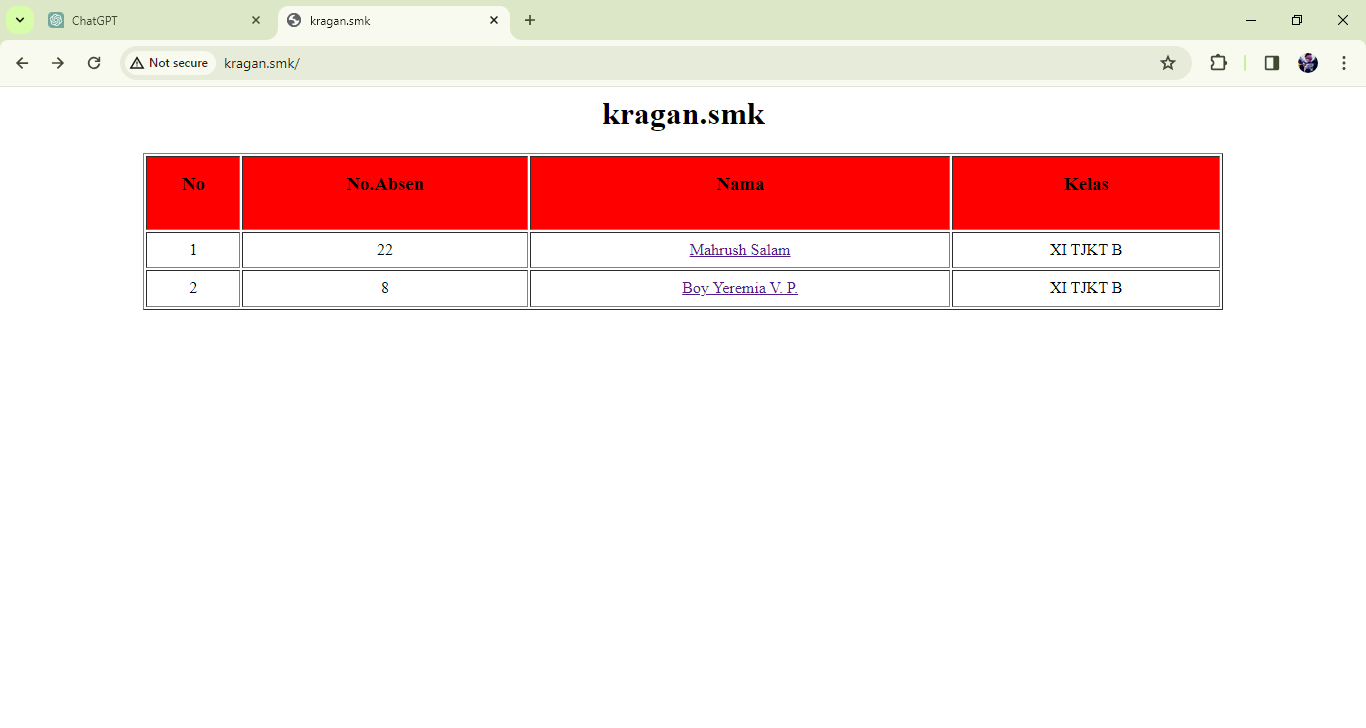 ChatGPT
kragan.smk
Not secure
kragan.smk/
kragan.smk
No No.Absen Nama Kelas
1 22 Mahrush Salam XI TJKT B
2 8 Boy Yeremia V. P. XI TJKT B